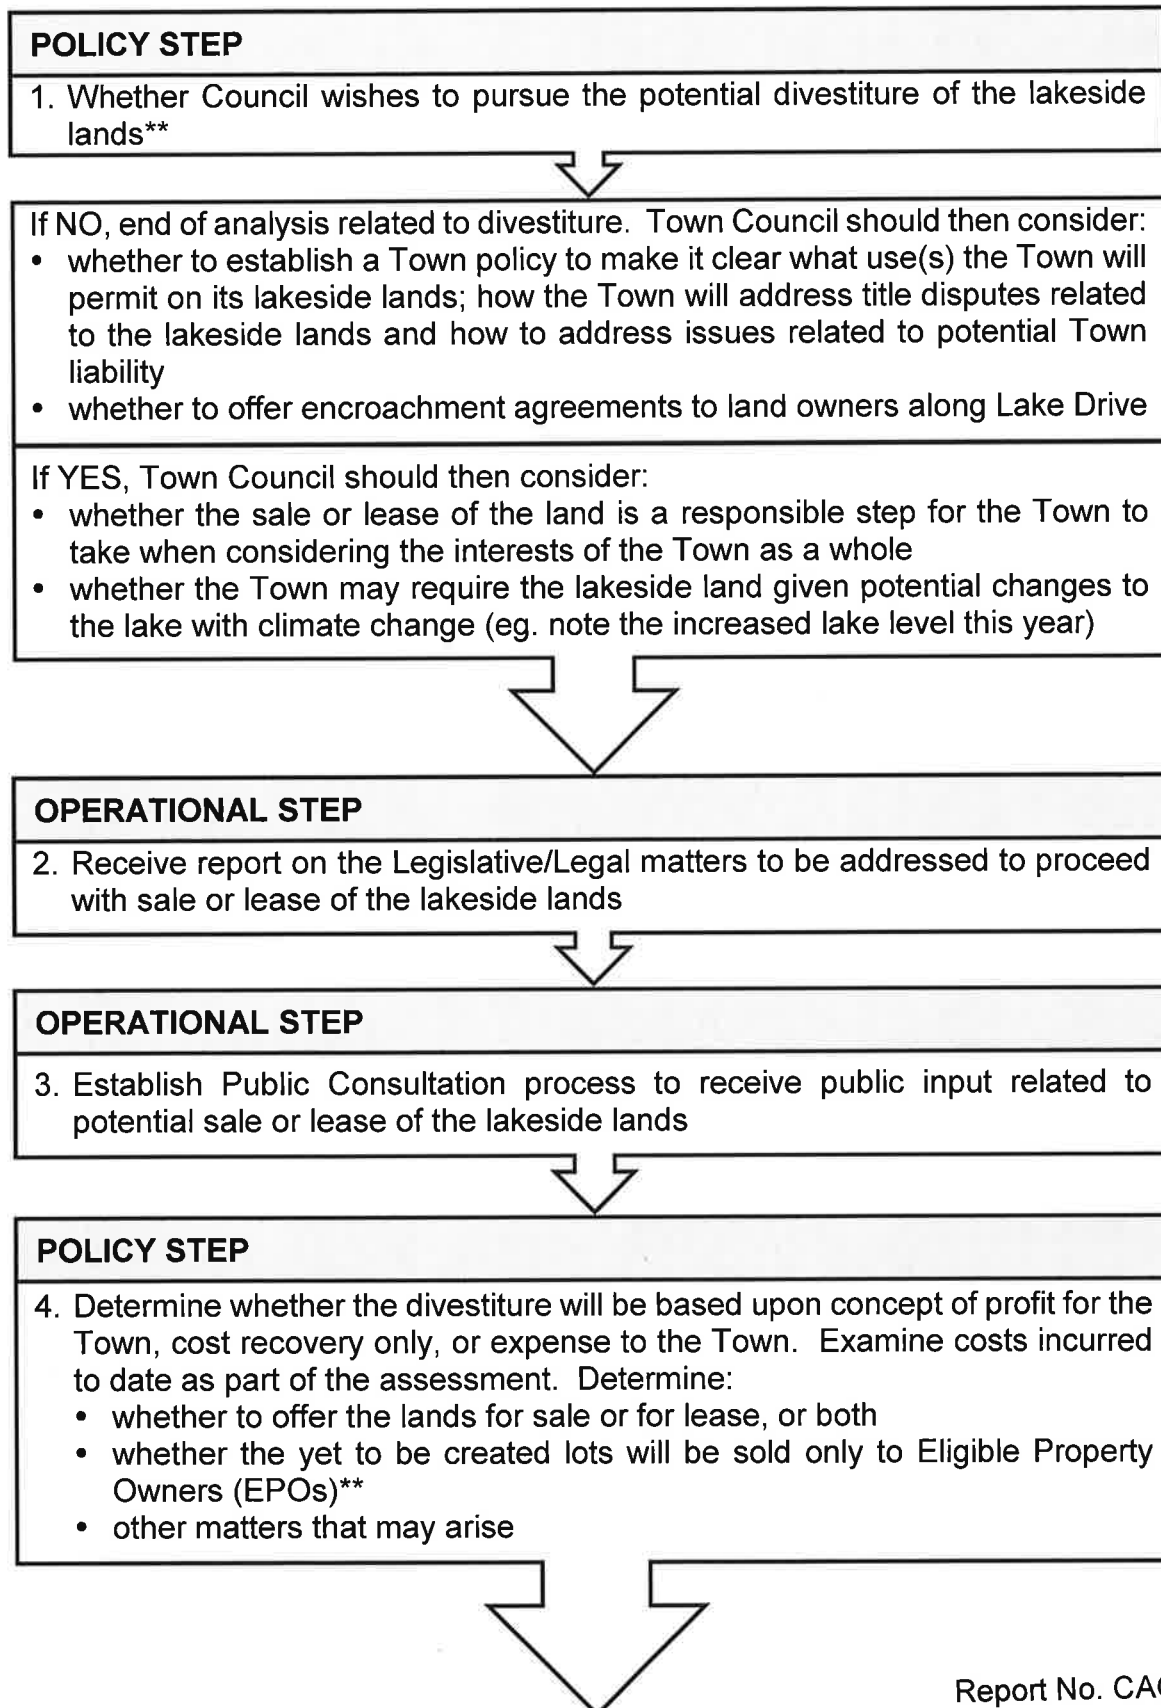 POLICY STEP
1. Whether Council wishes to pursue the potential divestiture of the lakeside
lands**
If NO, end of analysis related to divestiture. Town Council should then consider:
• whether to establish a Town policy to make it clear what use(s) the Town will
permit on its lakeside lands; how the Town will address title disputes related
to the lakeside lands and how to address issues related to potential Town
liability
• whether to offer encroachment agreements to land owners along Lake Drive
If YES, Town Council should then consider:
• whether the sale or lease of the land is a responsible step for the Town to
take when considering the interests of the Town as a whole
• whether the Town may require the lakeside land given potential changes to
the lake with climate change (eg. note the increased lake level this year)
OPERATIONAL STEP
2. Receive report on the Legislative/Legal matters to be addressed to proceed
with sale or lease of the lakeside lands
OPERATIONAL STEP
3. Establish Public Consultation process to receive public input related to
potential sale or lease of the lakeside lands
POLICY STEP
4. Determine whether the divestiture will be based upon concept of profit for the
Town, cost recovery only, or expense to the Town. Examine costs incurred
to date as part of the assessment. Determine:
• whether to offer the lands for sale or for lease, or both
• whether the yet to be created lots will be sold only to Eligible Property
Owners (EPOs)**
• other matters that may arise
Report No.